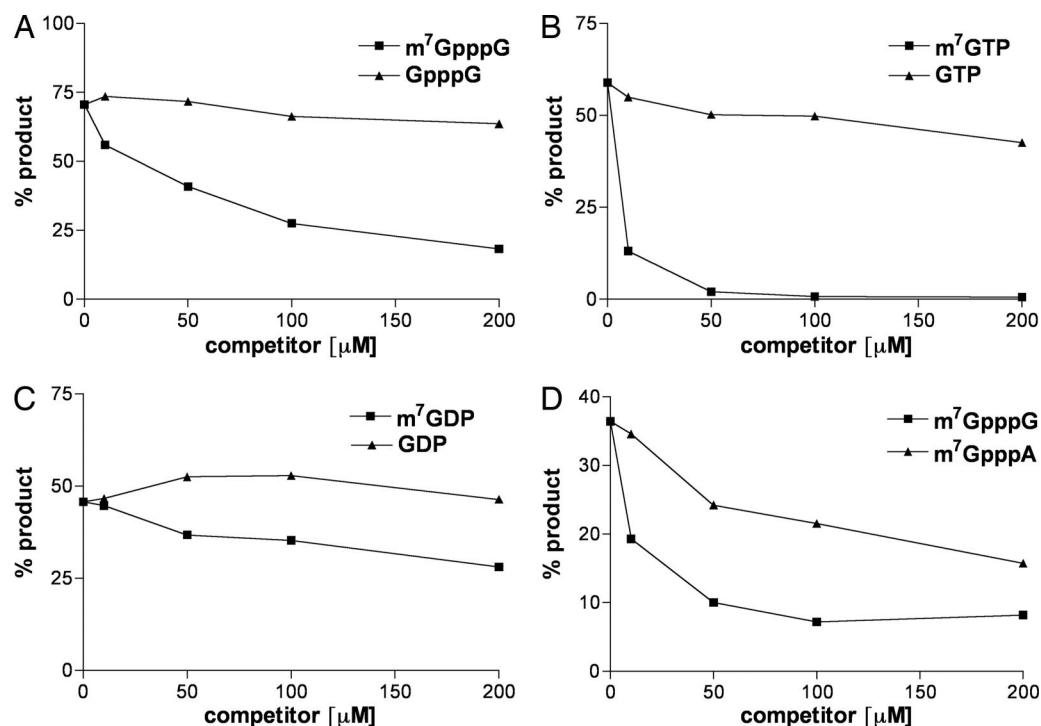 A
100
75
50
25
0
% product
m⁷GpppG
GpppG
0 50 100 150 200
competitor [μM]
B
75
50
25
0
% product
m⁷GTP
GTP
0 50 100 150 200
competitor [μM]
C
75
50
25
0
% product
m⁷GDP
GDP
0 50 100 150 200
competitor [μM]
D
40
30
20
10
0
% product
m⁷GpppG
m⁷GpppA
0 50 100 150 200
competitor [μM]